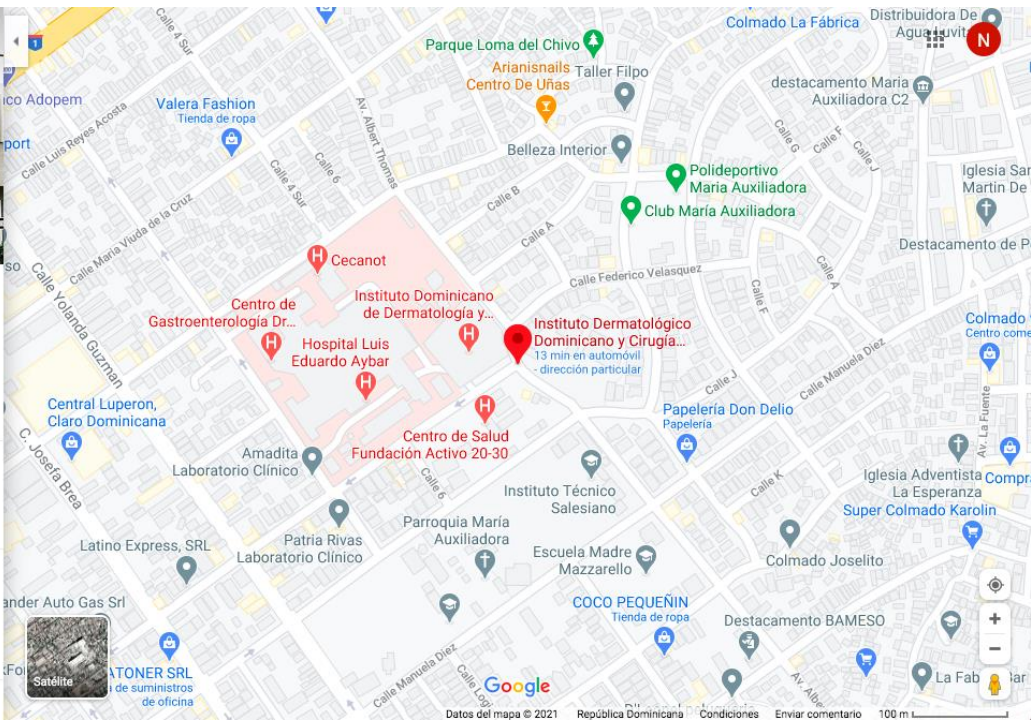 Colmado La Fábrica
Distribuidora De
Agua
N
1
Calle 4 Sur
Parque Loma del Chivo
Arianisnails
Centro De Uñas
Taller Filpo
destacamento Maria
Auxiliadora C2
co Adopem
Valera Fashion
Tienda de ropa
Calle Luis Reyes Acosta
port
Av. Albert Thomas
Calle 6
Calle 4 Sur
Belleza Interior
Calle G
Calle F
Calle J
Polideportivo
Maria Auxiliadora
Club María Auxiliadora
Iglesia San
Martin De
Calle B
Calle Maria Viuda de la Cruz
Calle A
Destacamento de P
so
Cecanot
Calle Federico Velasquez
Calle A
Calle F
Calle Yolanda Guzman
Centro de
Gastroenterología Dr...
Instituto Dominicano
de Dermatología y...
Hospital Luis
Eduardo Aybar
Instituto Dermatológico
Dominicano y Cirugía...
13 min en automóvil
- dirección particular
Colmado
Centro come
Calle Manuela Diez
Calle J
Central Luperon,
Claro Dominicana
Papelería Don Delio
Papelería
Av. La Fuente
C. Josefa Brea
Centro de Salud
Fundación Activo 20-30
Amadita
Laboratorio Clínico
Calle 6
Instituto Técnico
Salesiano
Calle K
Iglesia Adventista
La Esperanza
Compr
Super Colmado Karolin
Latino Express, SRL
Patria Rivas
Laboratorio Clínico
Parroquia María
Auxiliadora
Escuela Madre
Mazzarello
Colmado Joselito
ander Auto Gas Srl
COCO PEQUEÑIN
Tienda de ropa
Destacamento BAMESO
Satélite
ATONER SRL
de suministros
de oficina
Calle Manuela Diez
Google
La Fab
Bar
Datos del mapa © 2021 República Dominicana Condiciones Enviar comentario 100 m